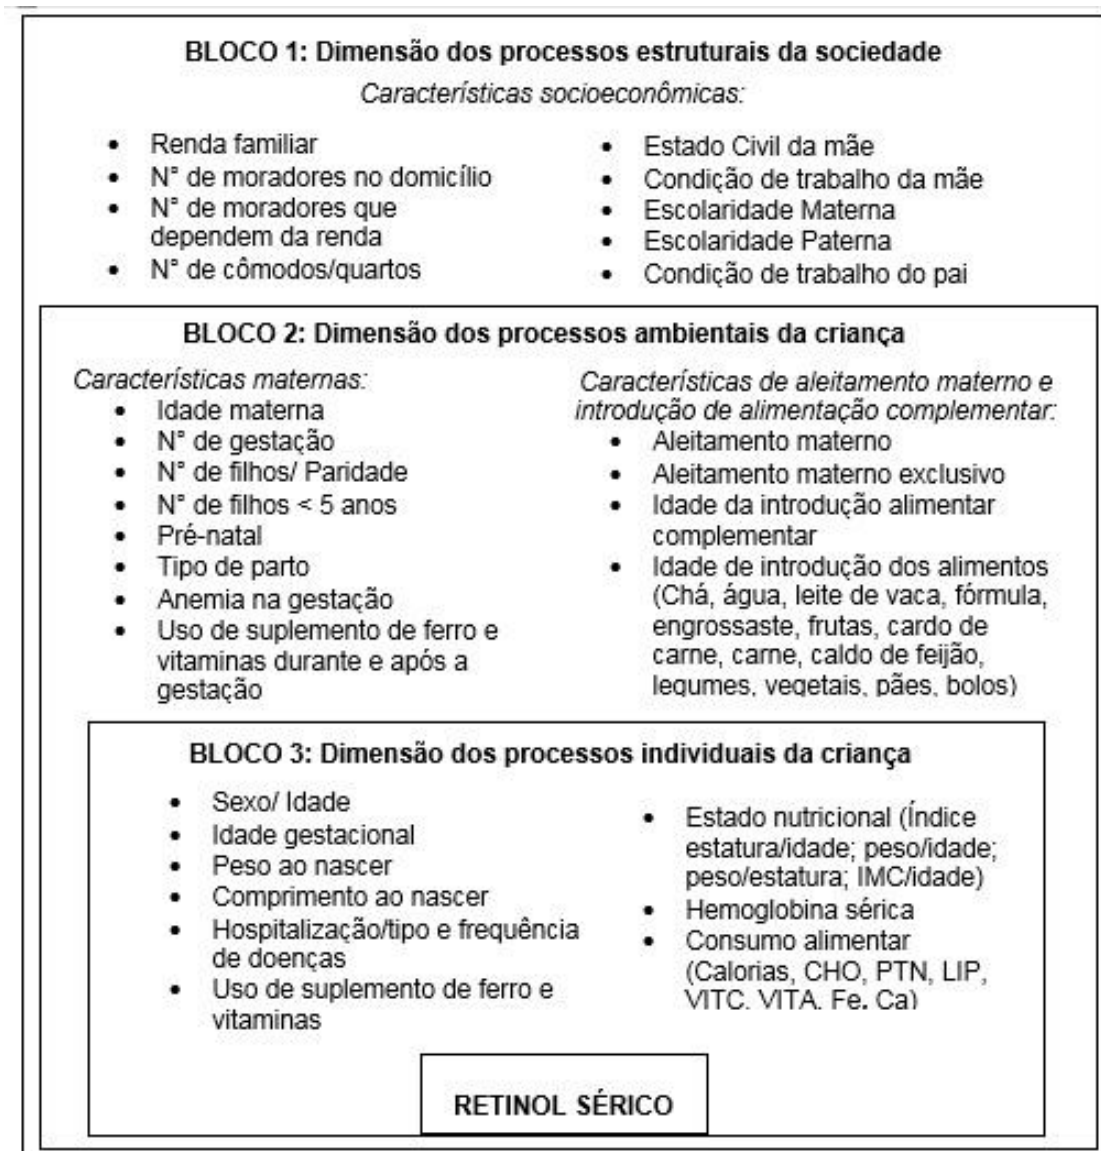 BLOCO 1: Dimensão dos processos estruturais da sociedade
Características socioeconômicas:
• Renda familiar
• N° de moradores no domicílio
• N° de moradores que
dependem da renda
• N° de cômodos/quartos
• Estado Civil da mãe
• Condição de trabalho da mãe
• Escolaridade Materna
• Escolaridade Paterna
• Condição de trabalho do pai
BLOCO 2: Dimensão dos processos ambientais da criança
Características maternas:
• Idade materna
• N° de gestação
• N° de filhos/ Paridade
• N° de filhos < 5 anos
• Pré-natal
• Tipo de parto
• Anemia na gestação
• Uso de suplemento de ferro e
vitaminas durante e após a
gestação
Características de aleitamento materno e
introdução de alimentação complementar:
• Aleitamento materno
• Aleitamento materno exclusivo
• Idade da introdução alimentar
complementar
• Idade de introdução dos alimentos
(Chá, água, leite de vaca, fórmula,
engrossaste, frutas, cardo de
carne, carne, caldo de feijão,
legumes, vegetais, pães, bolos)
BLOCO 3: Dimensão dos processos individuais da criança
• Sexo/ Idade
• Idade gestacional
• Peso ao nascer
• Comprimento ao nascer
• Hospitalização/tipo e frequência
de doenças
• Uso de suplemento de ferro e
vitaminas
• Estado nutricional (Índice
estatura/idade; peso/idade;
peso/estatura; IMC/idade)
• Hemoglobina sérica
• Consumo alimentar
(Calorias, CHO, PTN, LIP,
VITC, VITA, Fe, Ca)
RETINOL SÉRICO